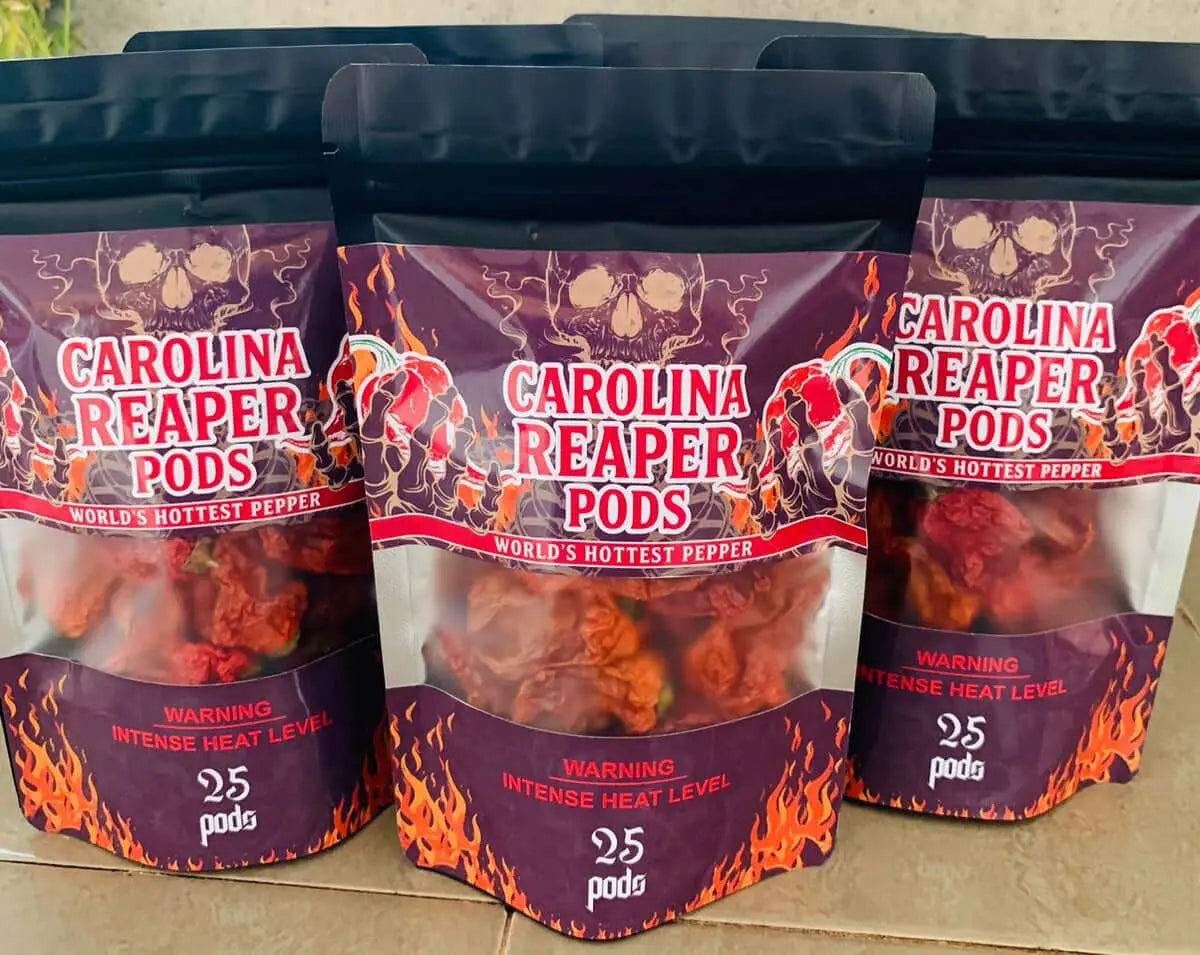 CAROLINA
REAPER
PODS
WORLD'S HOTTEST PEPPER
WARNING
INTENSE HEAT LEVEL
25
pods
CAROLINA
REAPER
PODS
WORLD'S HOTTEST PEPPER
WARNING
INTENSE HEAT LEVEL
25
pods
CAROLINA
REAPER
PODS
WORLD'S HOTTEST PEPPER
WARNING
INTENSE HEAT LEVEL
25
pods